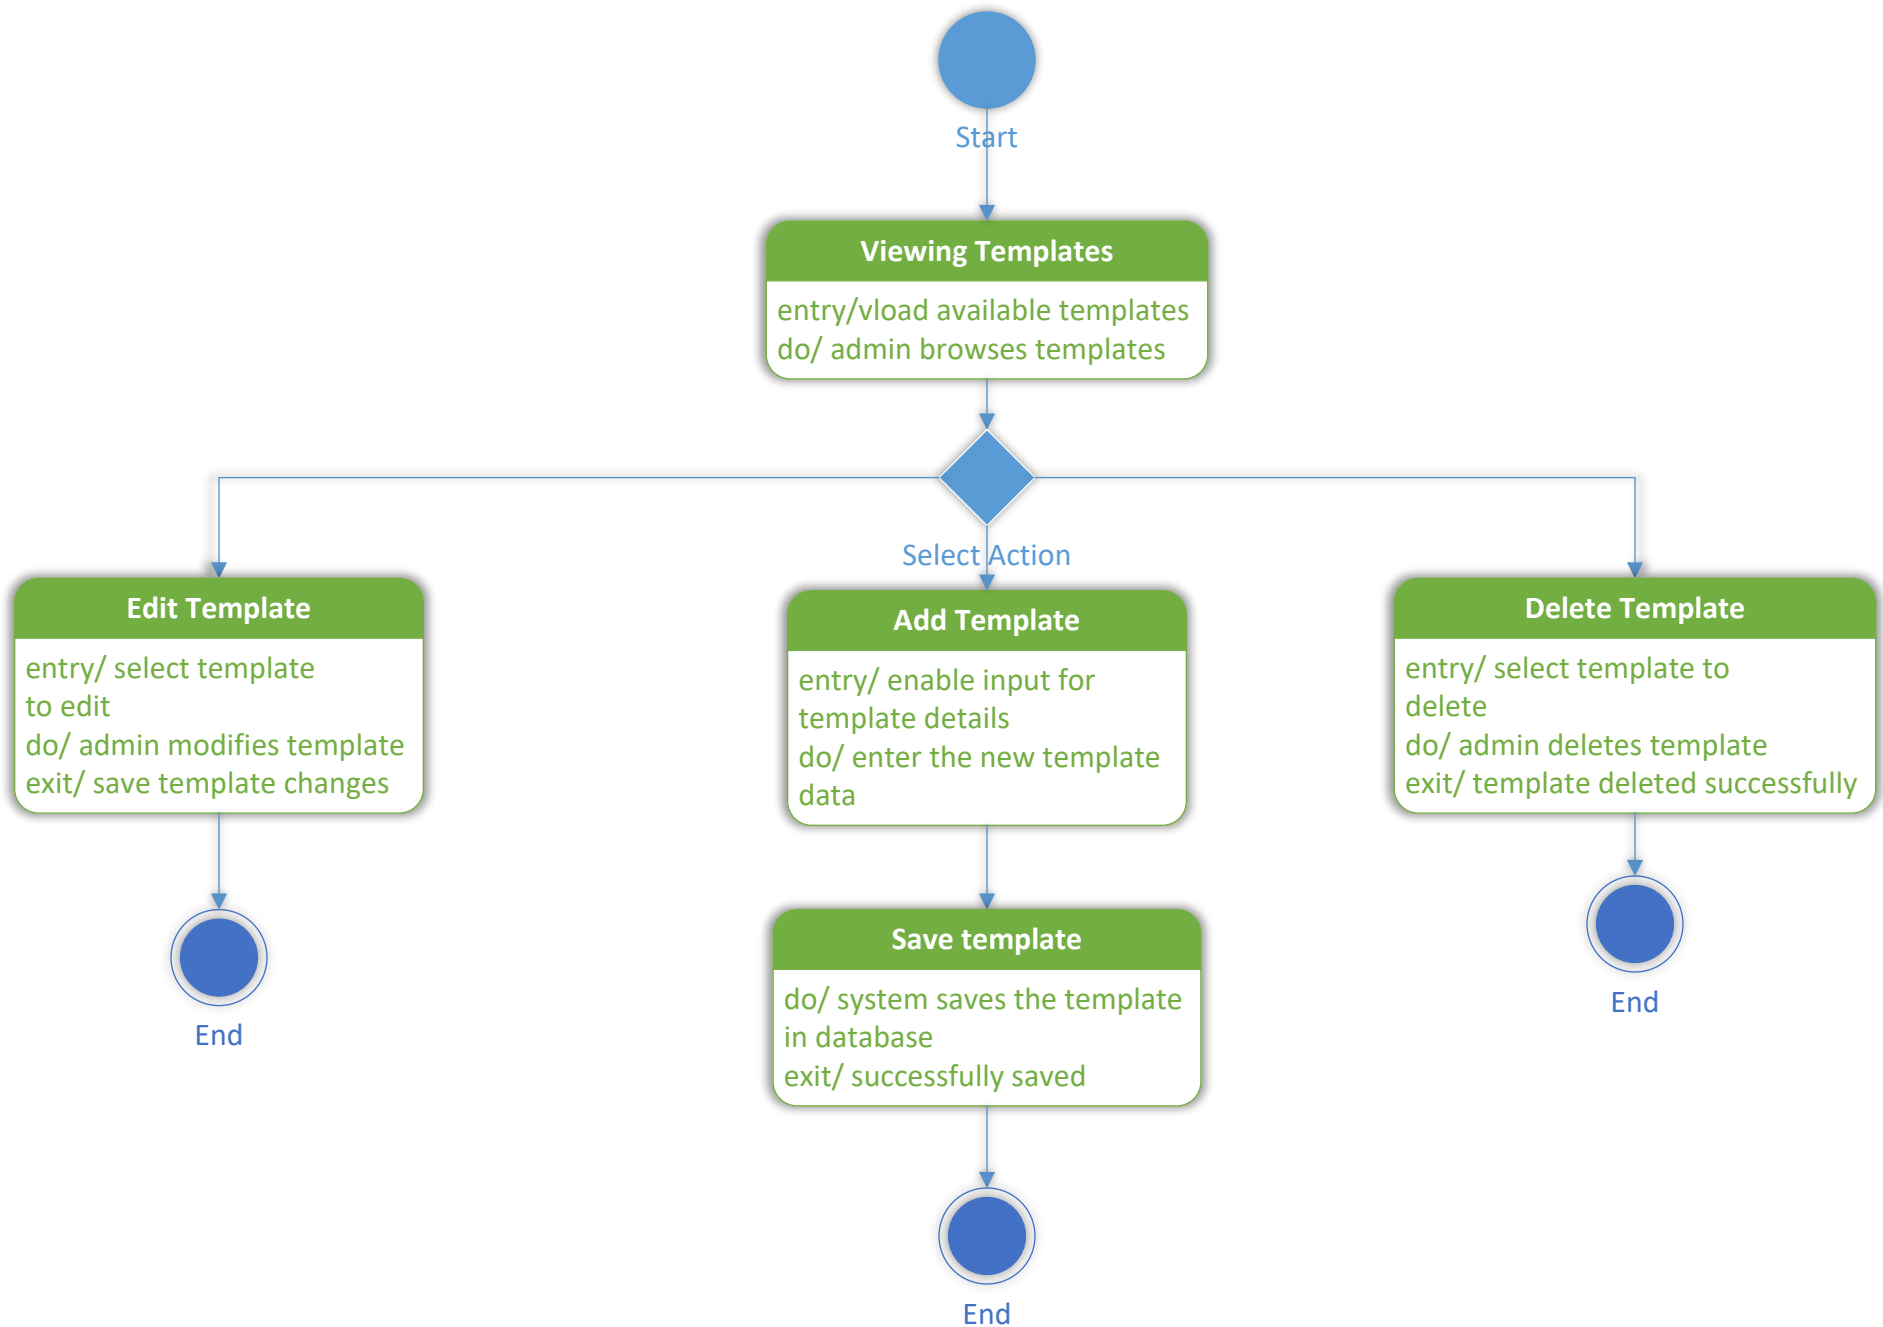 Start
Viewing Templates
entry/vload available templates
do/ admin browses templates
Select Action
Edit Template
entry/ select template
to edit
do/ admin modifies template
exit/ save template changes
End
Add Template
entry/ enable input for
template details
do/ enter the new template
data
Save template
do/ system saves the template
in database
exit/ successfully saved
End
Delete Template
entry/ select template to
delete
do/ admin deletes template
exit/ template deleted successfully
End